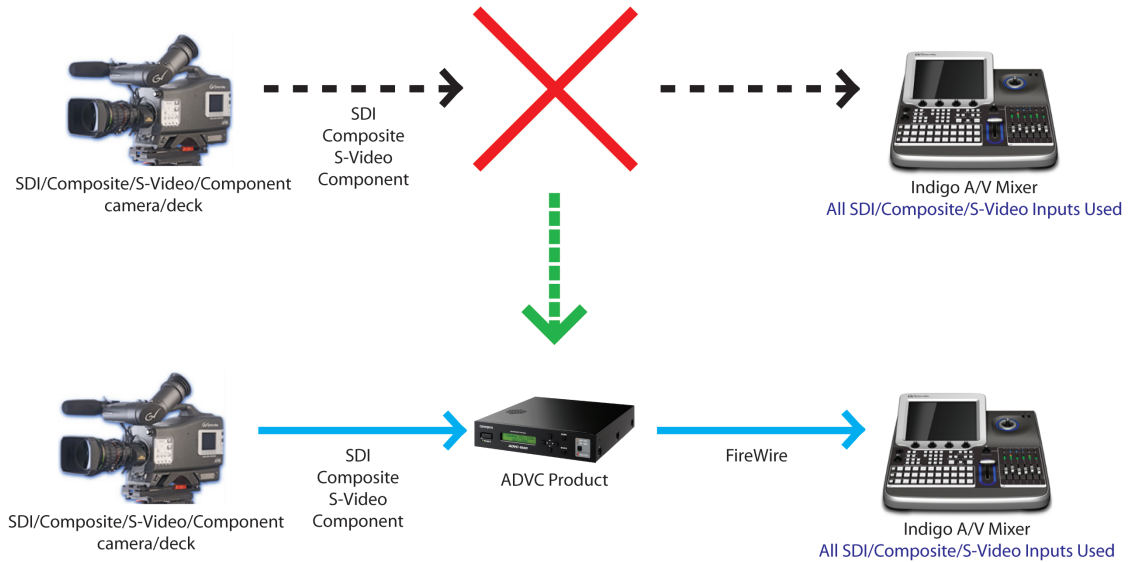 SDI
Composite
S-Video
Component
SDI/Composite/S-Video/Component
camera/deck
Indigo A/V Mixer
All SDI/Composite/S-Video Inputs Used
SDI
Composite
S-Video
Component
ADVC Product
FireWire
SDI/Composite/S-Video/Component
camera/deck
Indigo A/V Mixer
All SDI/Composite/S-Video Inputs Used